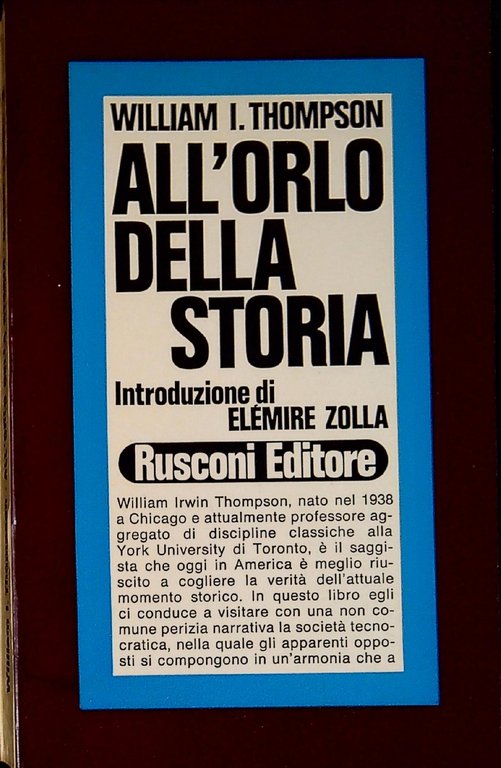 WILLIAM I. THOMPSON
ALL'ORLO
DELLA
STORIA
Introduzione di
ELÉMIRE ZOLLA
Rusconi Editore
William Irwin Thompson, nato nel 1938
a Chicago e attualmente professore ag-
gregato di discipline classiche alla
York University di Toronto, è il saggi-
sta che oggi in America è meglio riu-
scito a cogliere la verità dell'attuale
momento storico. In questo libro egli
ci conduce a visitare con una non co-
mune perizia narrativa la società tecno-
cratica, nella quale gli apparenti oppo-
sti si compongono in un'armonia che a